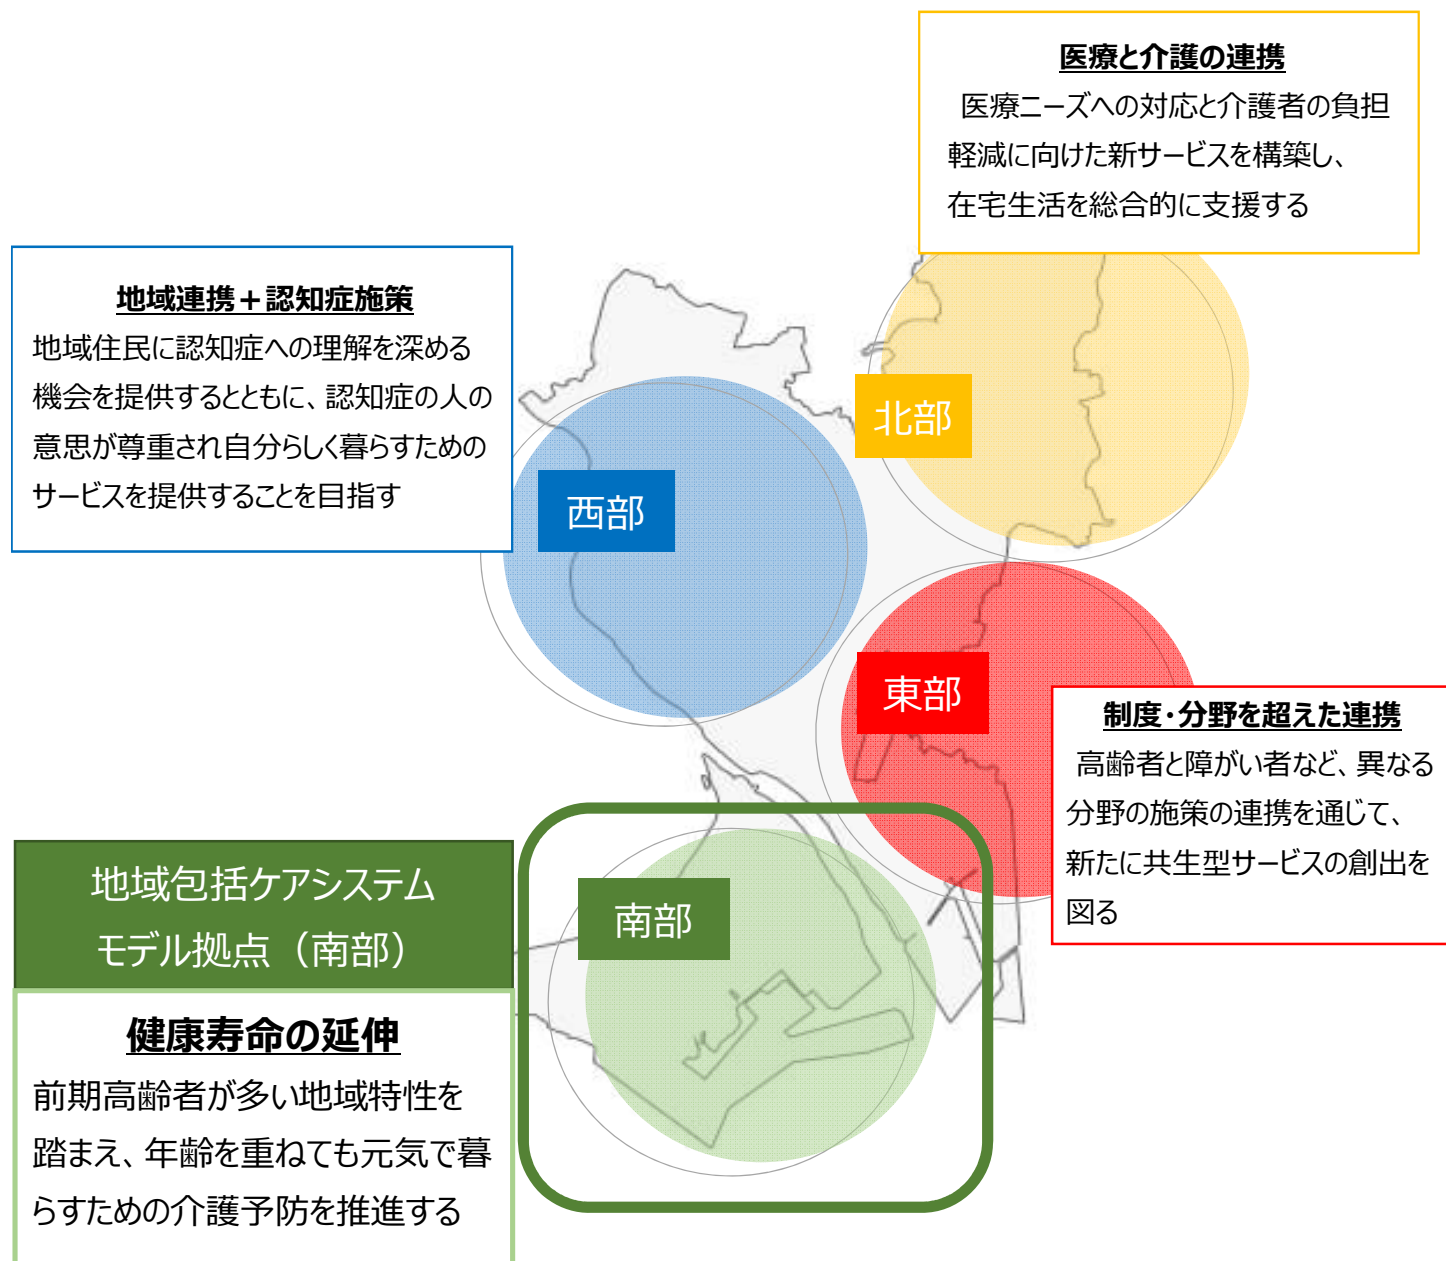 医療と介護の連携
医療ニーズへの対応と介護者の負担
軽減に向けた新サービスを構築し、
在宅生活を総合的に支援する
地域連携+認知症施策
地域住民に認知症への理解を深める
機会を提供するとともに、認知症の人の
意思が尊重され自分らしく暮らすための
サービスを提供することを目指す
北部
西部
東部
制度・分野を超えた連携
高齢者と障がい者など、異なる
分野の施策の連携を通じて、
新たに共生型サービスの創出を
図る
南部
地域包括ケアシステム
モデル拠点（南部）
健康寿命の延伸
前期高齢者が多い地域特性を
踏まえ、年齢を重ねても元気で暮
らすための介護予防を推進する